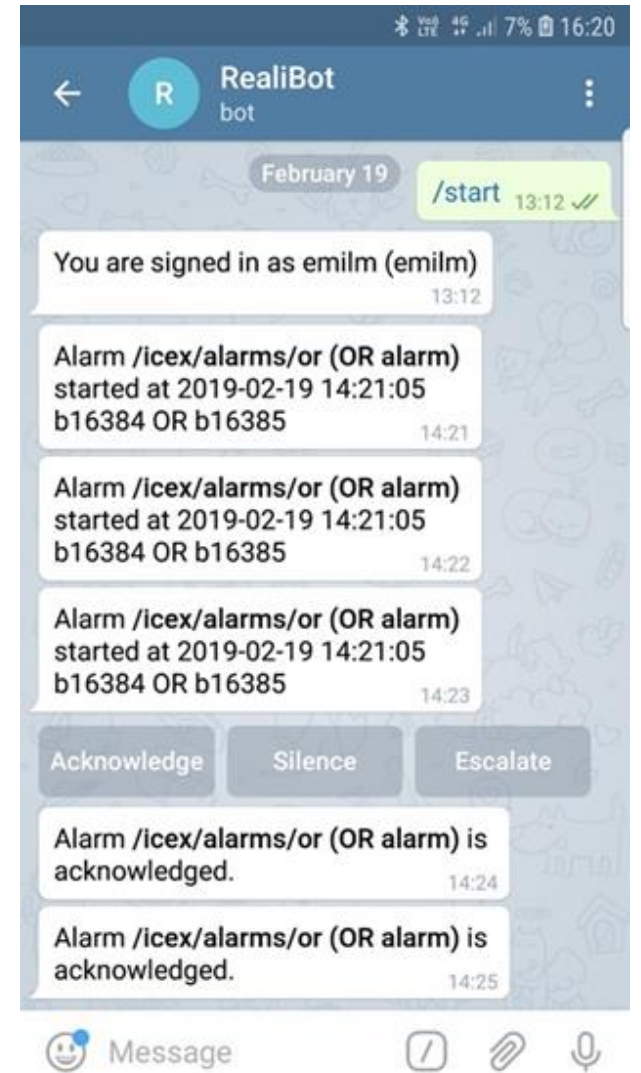 VoD LTE 4G 7% 16:20
R
RealiBot
bot
February 19
/start 13:12
You are signed in as emilm (emilm)
13:12
Alarm /icex/alarms/or (OR alarm)
started at 2019-02-19 14:21:05
b16384 OR b16385
14:21
Alarm /icex/alarms/or (OR alarm)
started at 2019-02-19 14:21:05
b16384 OR b16385
14:22
Alarm /icex/alarms/or (OR alarm)
started at 2019-02-19 14:21:05
b16384 OR b16385
14:23
Acknowledge Silence Escalate
Alarm /icex/alarms/or (OR alarm) is
acknowledged.
14:24
Alarm /icex/alarms/or (OR alarm) is
acknowledged.
14:25
Message